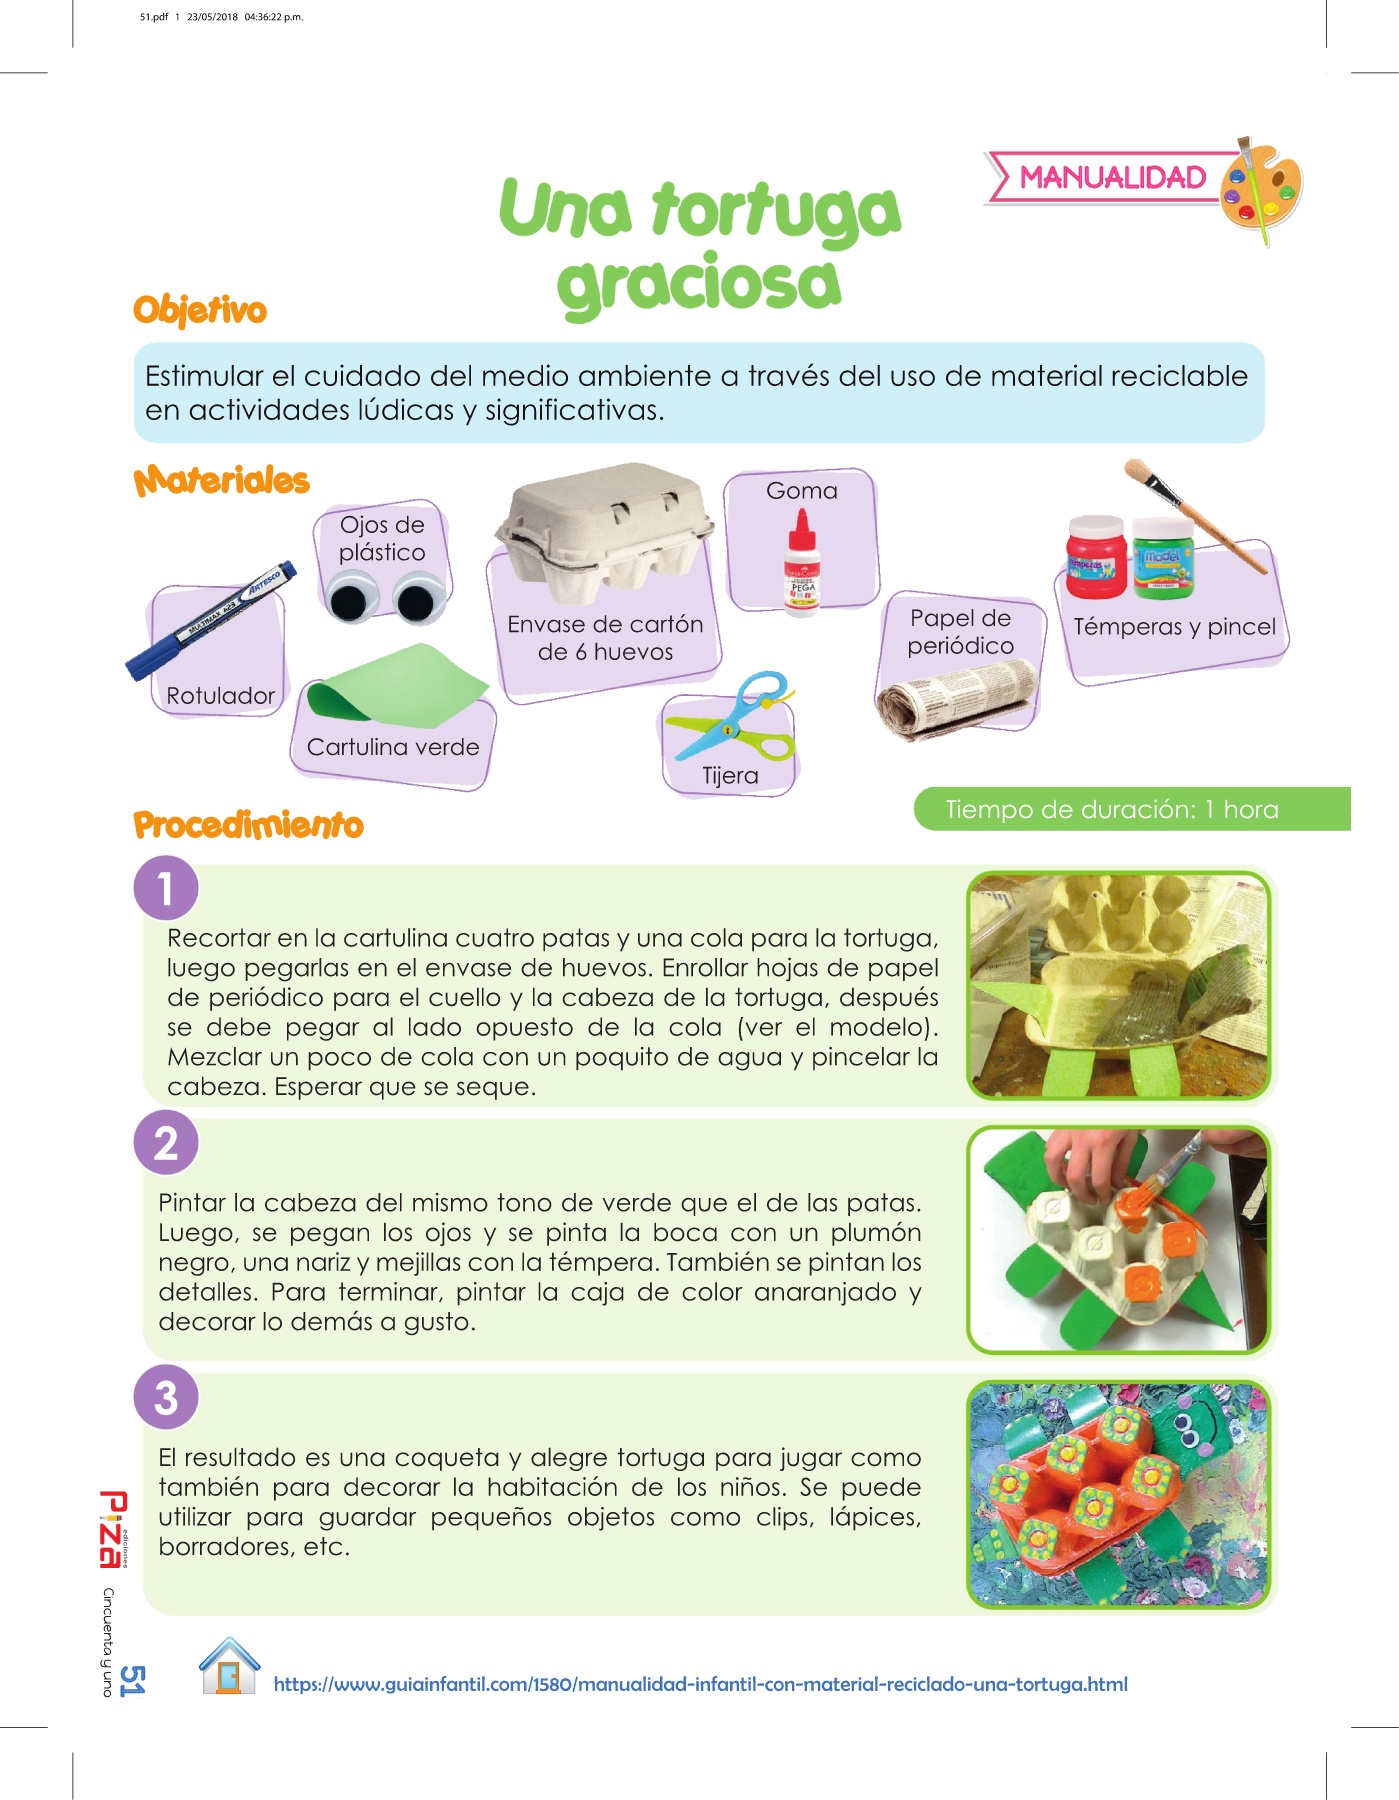 51.pdf 1 23/05/2018 04:36:22 p.m.
MANUALIDAD
Una tortuga
graciosa
Objetivo
Estimular el cuidado del medio ambiente a través del uso de material reciclable
en actividades lúdicas y significativas.
Materiales
Rotulador
MULTIMAX AC3 ARTESCO
Ojos de
plástico
Cartulina verde
Envase de cartón
de 6 huevos
Goma
PEGA
Tijera
Papel de
periódico
Témperas y pincel
Témperas
Model
Tiempo de duración: 1 hora
Procedimiento
1
Recortar en la cartulina cuatro patas y una cola para la tortuga,
luego pegarlas en el envase de huevos. Enrollar hojas de papel
de periódico para el cuello y la cabeza de la tortuga, después
se debe pegar al lado opuesto de la cola (ver el modelo).
Mezclar un poco de cola con un poquito de agua y pincelar la
cabeza. Esperar que se seque.
2
Pintar la cabeza del mismo tono de verde que el de las patas.
Luego, se pegan los ojos y se pinta la boca con un plumón
negro, una nariz y mejillas con la témpera. También se pintan los
detalles. Para terminar, pintar la caja de color anaranjado y
decorar lo demás a gusto.
3
El resultado es una coqueta y alegre tortuga para jugar como
también para decorar la habitación de los niños. Se puede
utilizar para guardar pequeños objetos como clips, lápices,
borradores, etc.
https://www.guiainfantil.com/1580/manualidad-infantil-con-material-reciclado-una-tortuga.html
Piza
ediciones
Cincuenta y uno
51